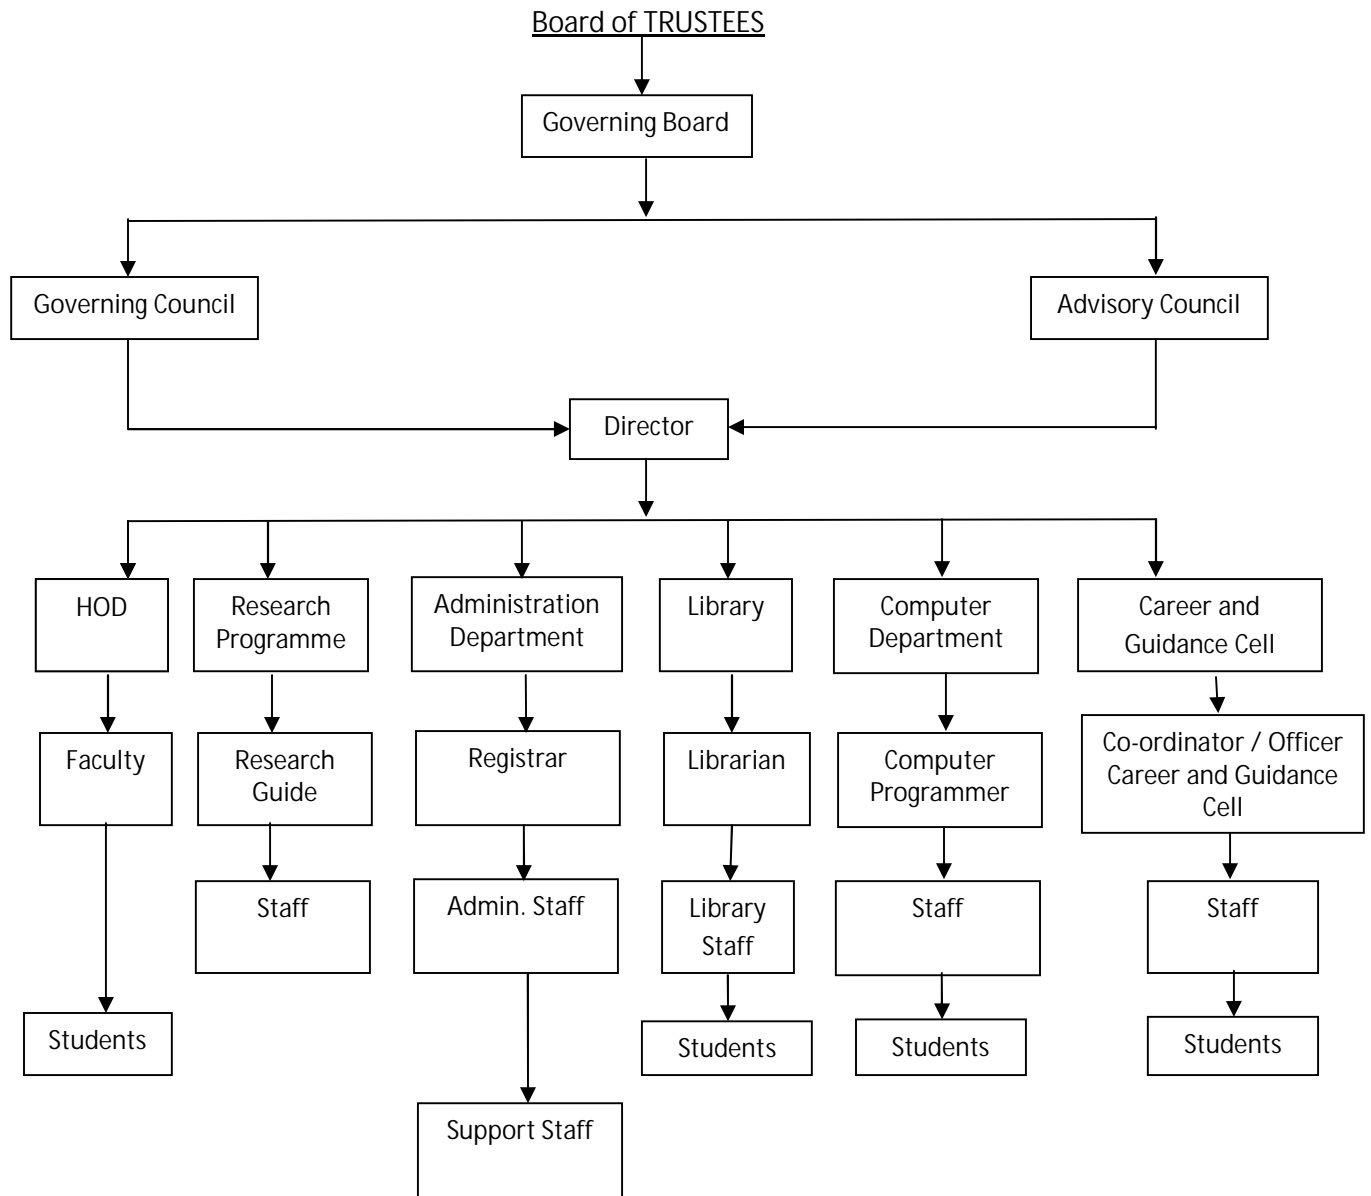 Board of TRUSTEES
Governing Board
Governing Council
Advisory Council
Director
HOD
Research
Programme
Administration
Department
Library
Computer
Department
Career and
Guidance Cell
Faculty
Research
Guide
Registrar
Librarian
Computer
Programmer
Co-ordinator / Officer
Career and Guidance
Cell
Staff
Admin. Staff
Library
Staff
Staff
Staff
Students
Students
Students
Students
Support Staff